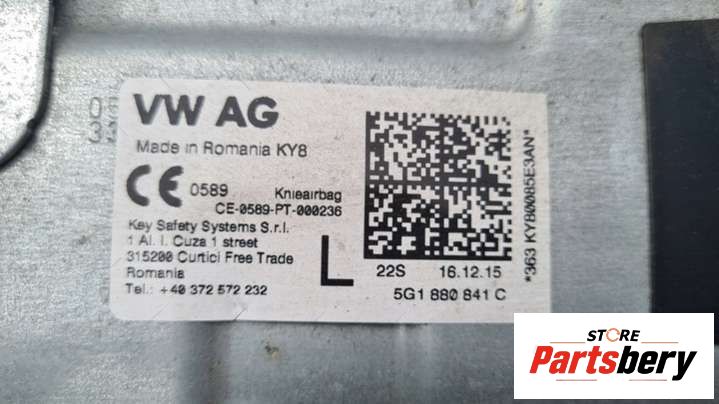 VW AG
Made in Romania KY8
CE 0589 Knieairbag
CE-0589-PT-000236
Key Safety Systems S.r.l.
1 Al. I. Cuza 1 street
315200 Curtici Free Trade
Romania
Tel.: +40 372 572 232
L
22S 16.12.15
5G1 880 841 C
*363 KY80085E3AN*
STORE
Partsbery